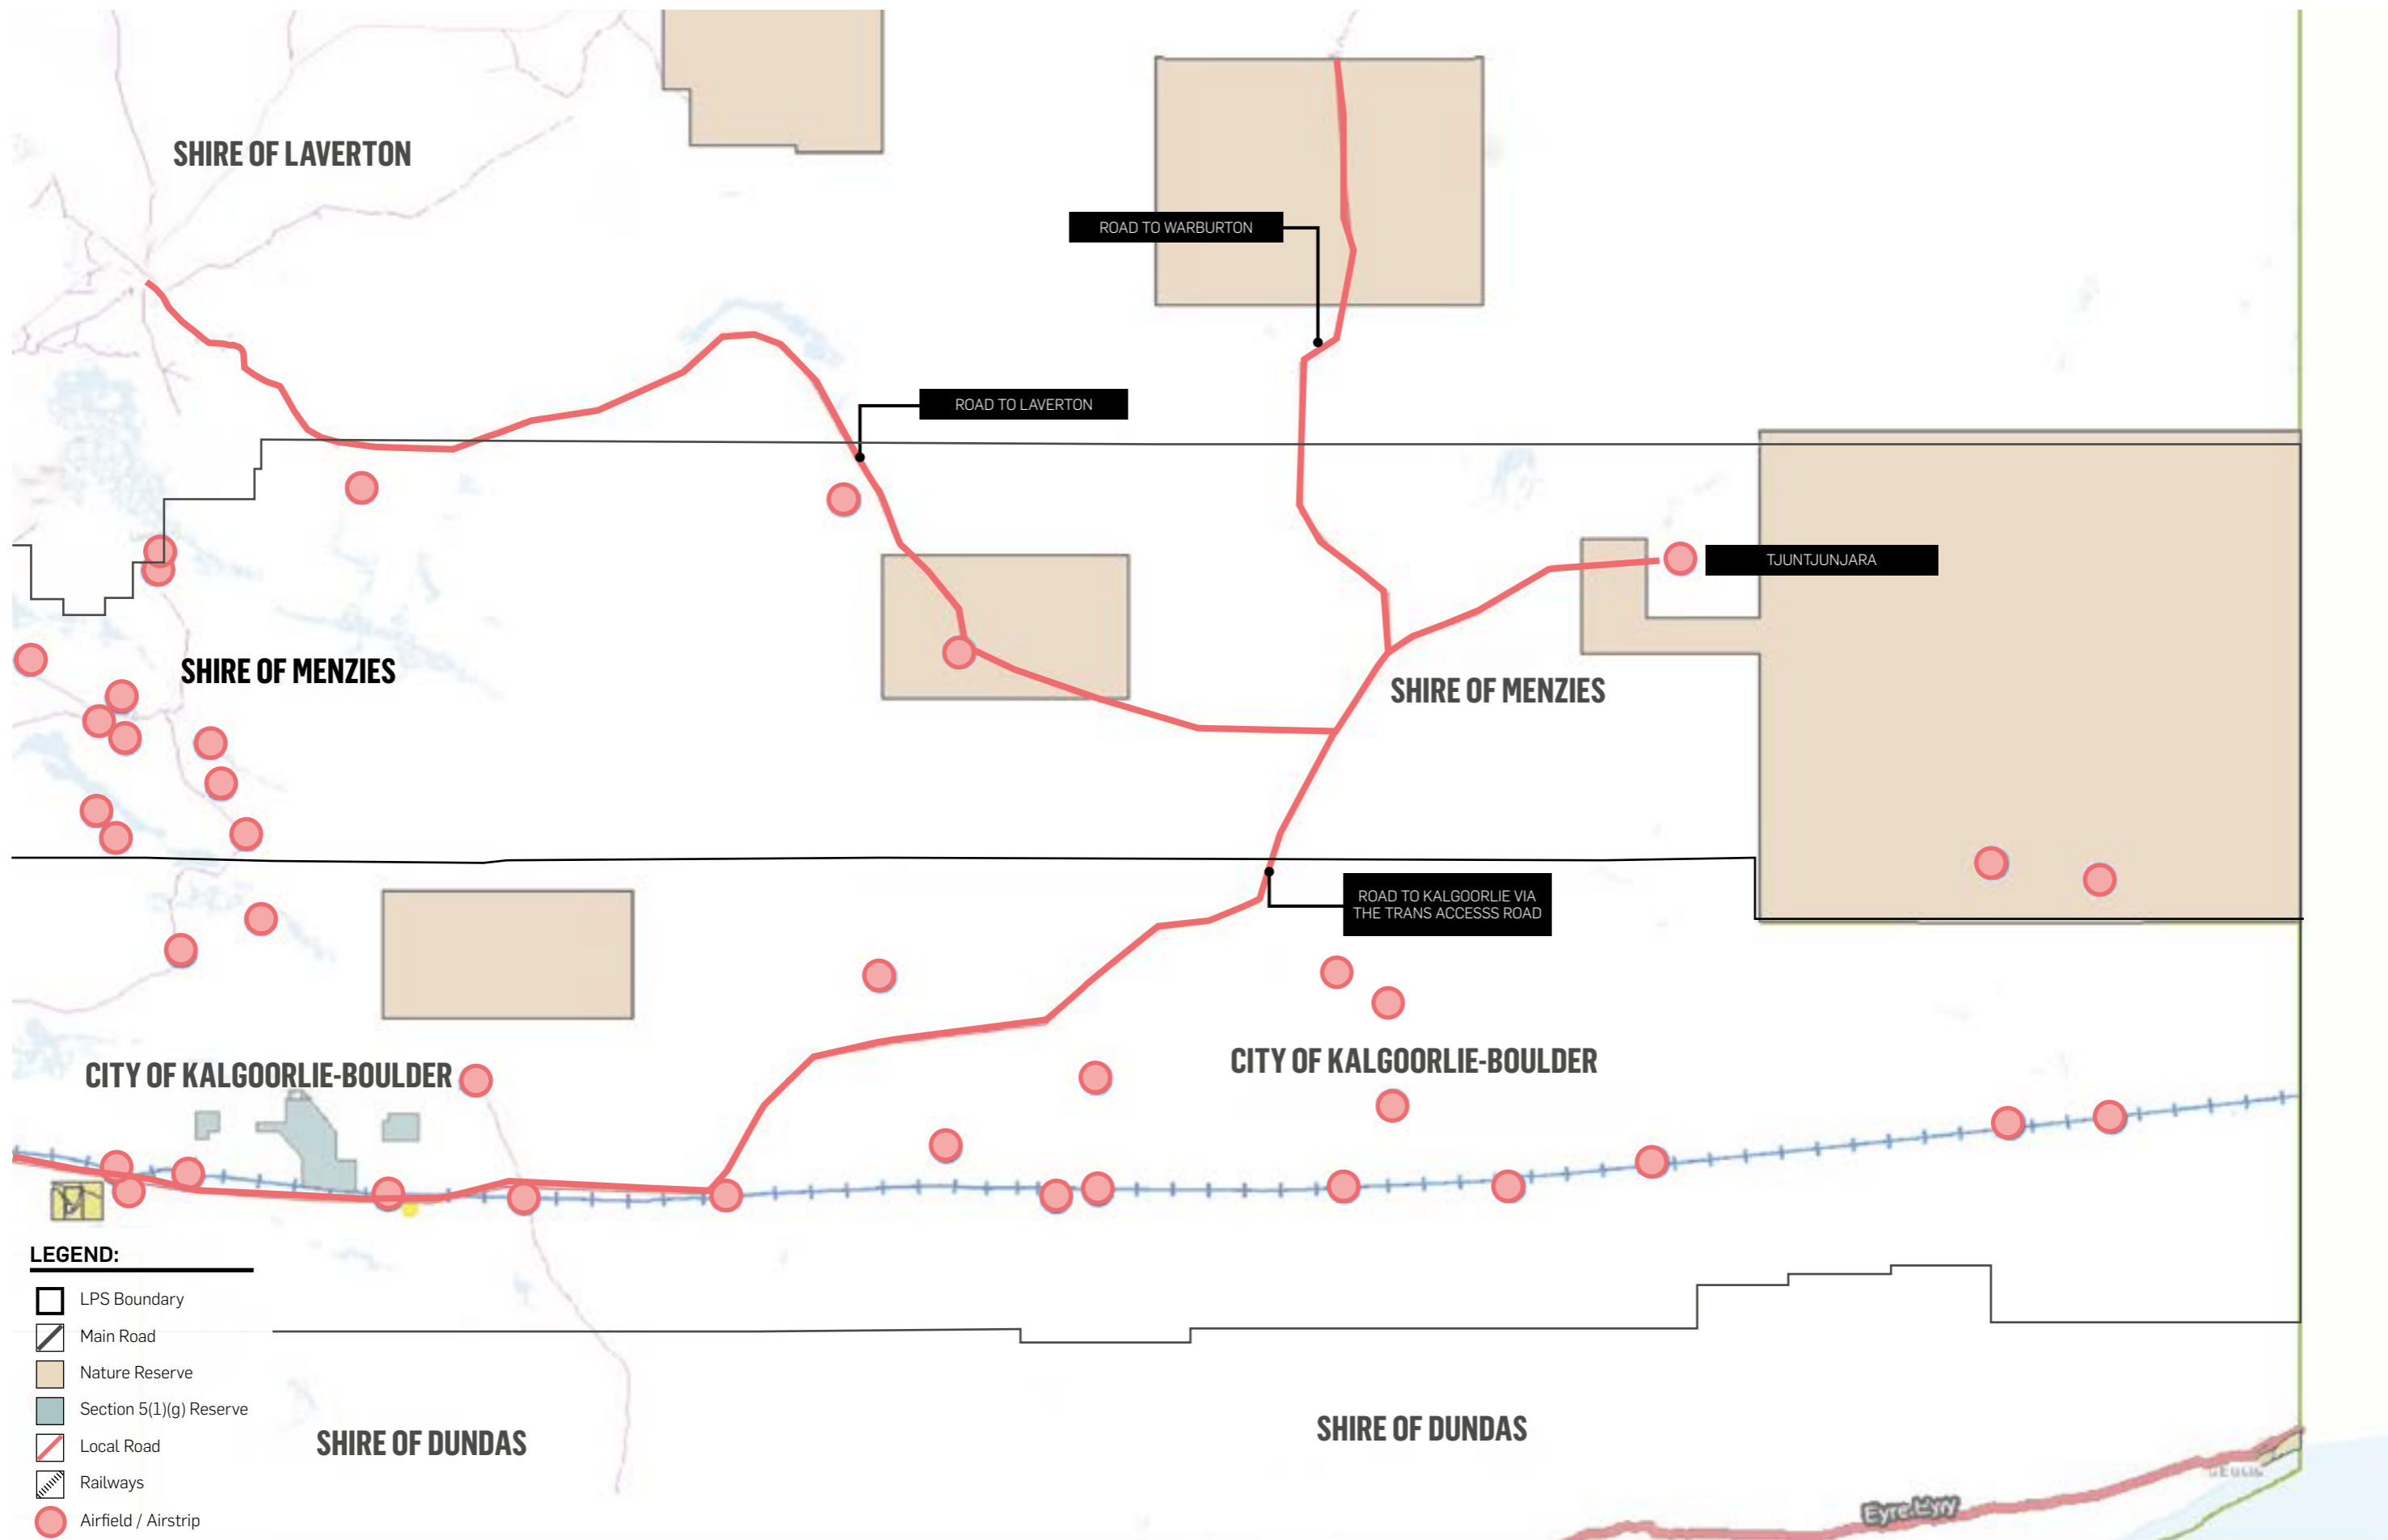 SHIRE OF LAVERTON
ROAD TO WARBURTON
ROAD TO LAVERTON
TJUNTJUNJARA
SHIRE OF MENZIES
SHIRE OF MENZIES
ROAD TO KALGOORLIE VIA
THE TRANS ACCESSS ROAD
CITY OF KALGOORLIE-BOULDER
CITY OF KALGOORLIE-BOULDER
LEGEND:
LPS Boundary
Main Road
Nature Reserve
Section 5(1)(g) Reserve
Local Road
Railways
Airfield / Airstrip
SHIRE OF DUNDAS
SHIRE OF DUNDAS
Eyre Hwy